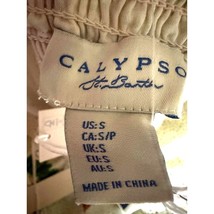 CALYPSO
St. Barth
US:S
CA:S/P
UK:S
EU:S
AU:S
MADE IN CHINA